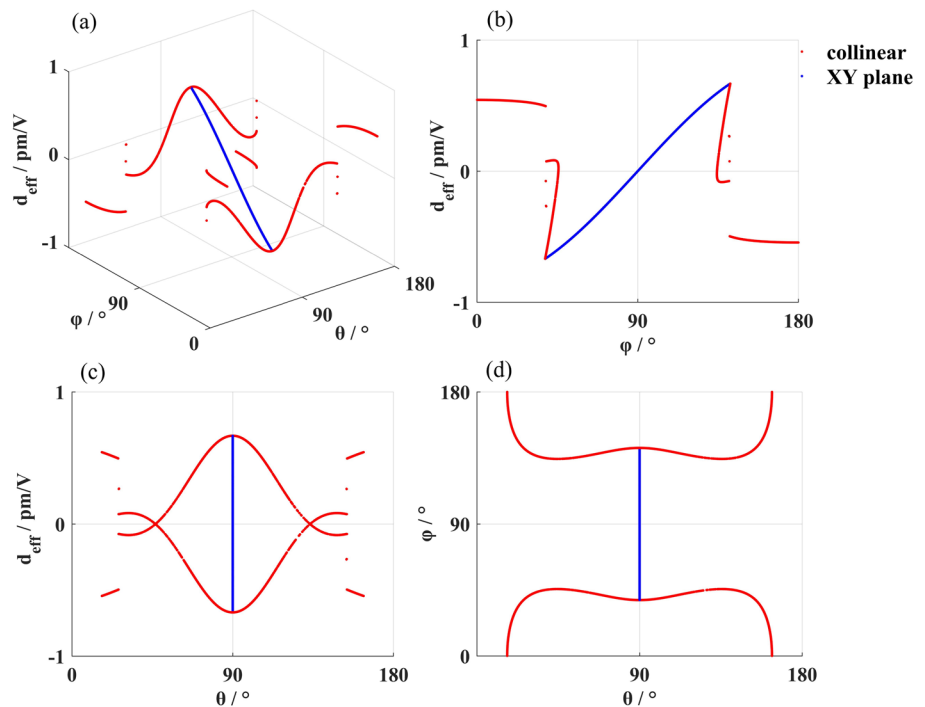 (a)
1
0
-1
d_eff / pm/V
φ / °
90
0
θ / °
90
180
(b)
1
0
-1
d_eff / pm/V
0
90
180
φ / °
collinear
XY plane
(c)
1
0
-1
d_eff / pm/V
0
90
180
θ / °
(d)
180
90
0
φ / °
0
90
180
θ / °